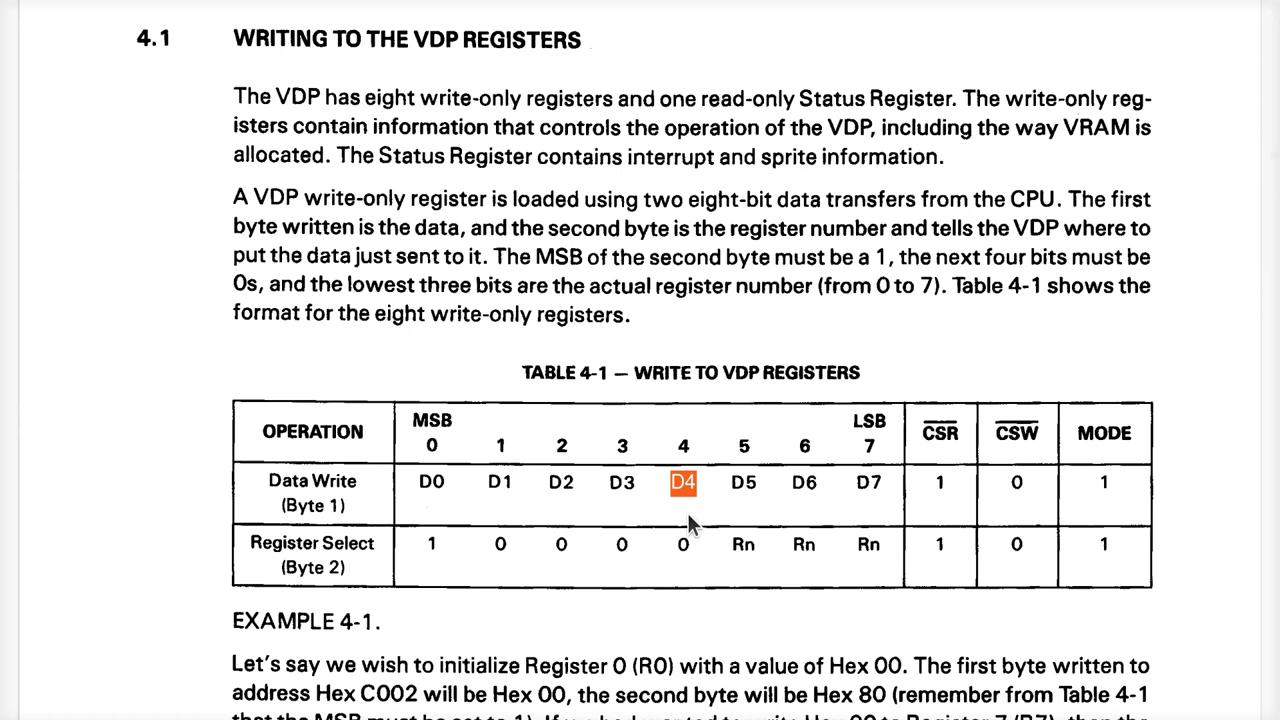 4.1 WRITING TO THE VDP REGISTERS
The VDP has eight write-only registers and one read-only Status Register. The write-only reg-
isters contain information that controls the operation of the VDP, including the way VRAM is
allocated. The Status Register contains interrupt and sprite information.
A VDP write-only register is loaded using two eight-bit data transfers from the CPU. The first
byte written is the data, and the second byte is the register number and tells the VDP where to
put the data just sent to it. The MSB of the second byte must be a 1, the next four bits must be
0s, and the lowest three bits are the actual register number (from 0 to 7). Table 4-1 shows the
format for the eight write-only registers.
TABLE 4-1 — WRITE TO VDP REGISTERS
OPERATION MSB LSB CSR CSW MODE
0 1 2 3 4 5 6 7
Data Write D0 D1 D2 D3 D4 D5 D6 D7 1 0 1
(Byte 1)
Register Select 1 0 0 0 0 Rn Rn Rn 1 0 1
(Byte 2)
EXAMPLE 4-1.
Let's say we wish to initialize Register 0 (R0) with a value of Hex 00. The first byte written to
address Hex C002 will be Hex 00, the second byte will be Hex 80 (remember from Table 4-1